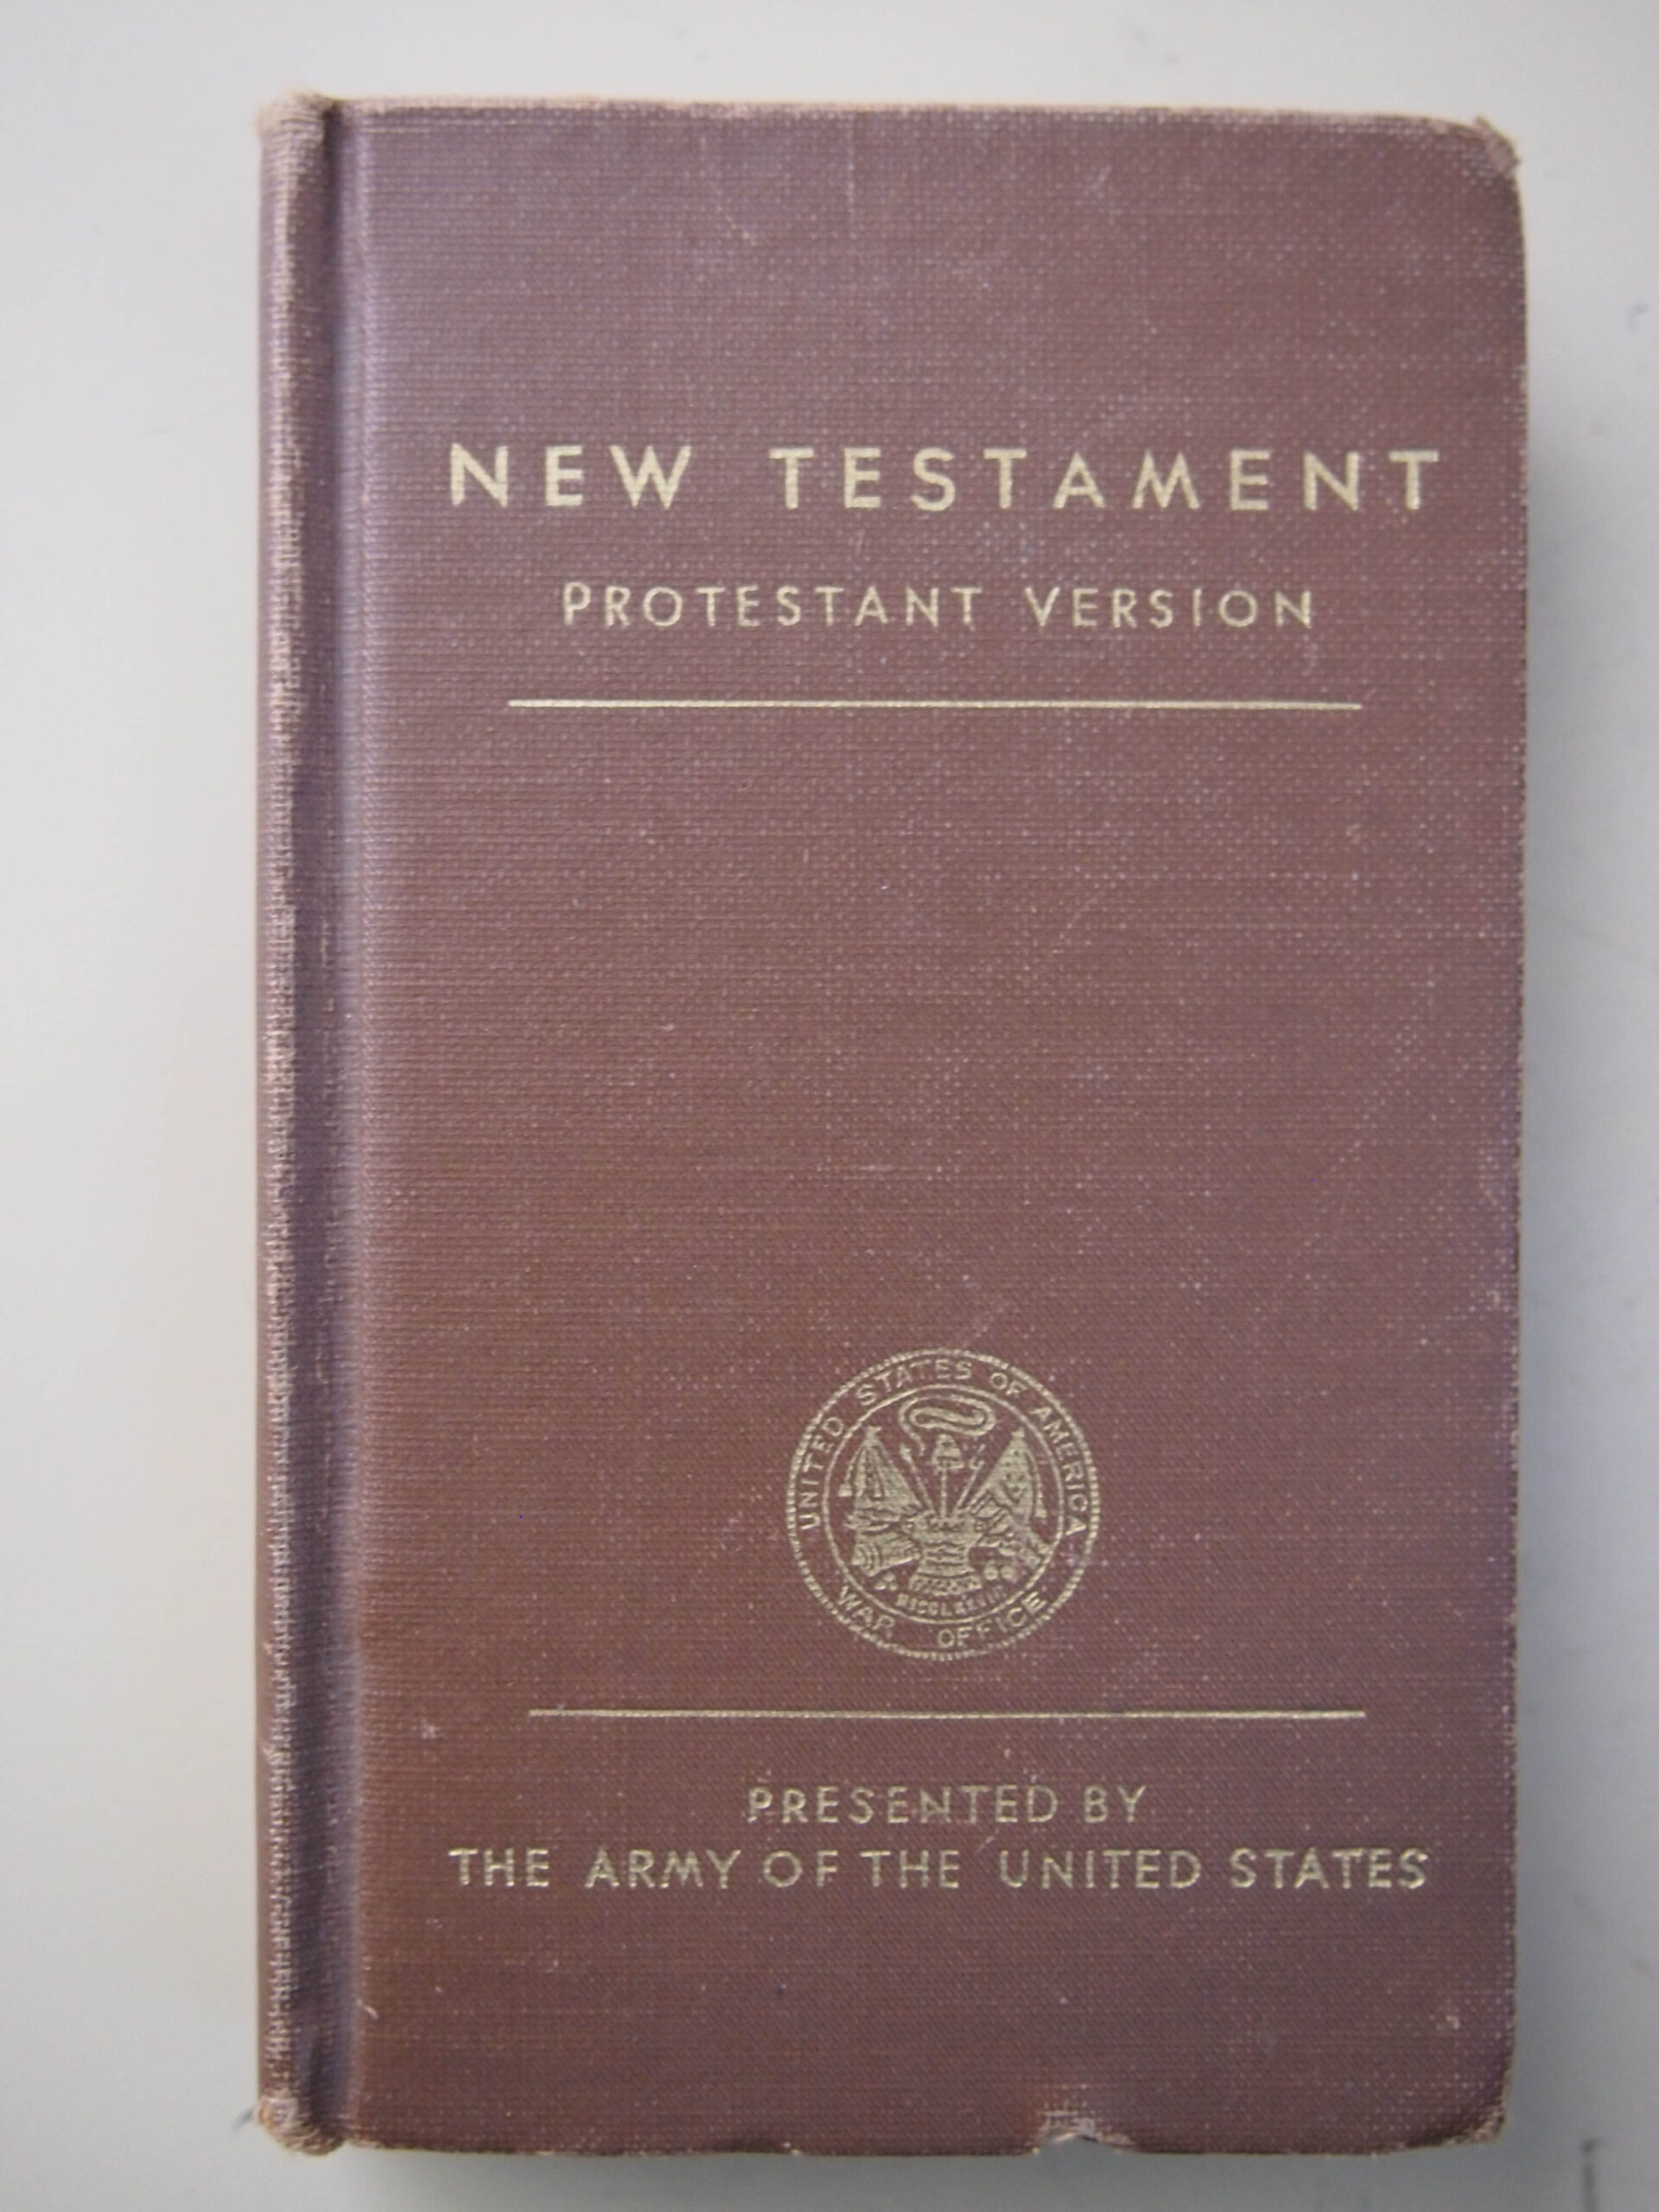 NEW TESTAMENT
PROTESTANT VERSION
UNITED STATES OF AMERICA
WAR OFFICE
PRESENTED BY
THE ARMY OF THE UNITED STATES